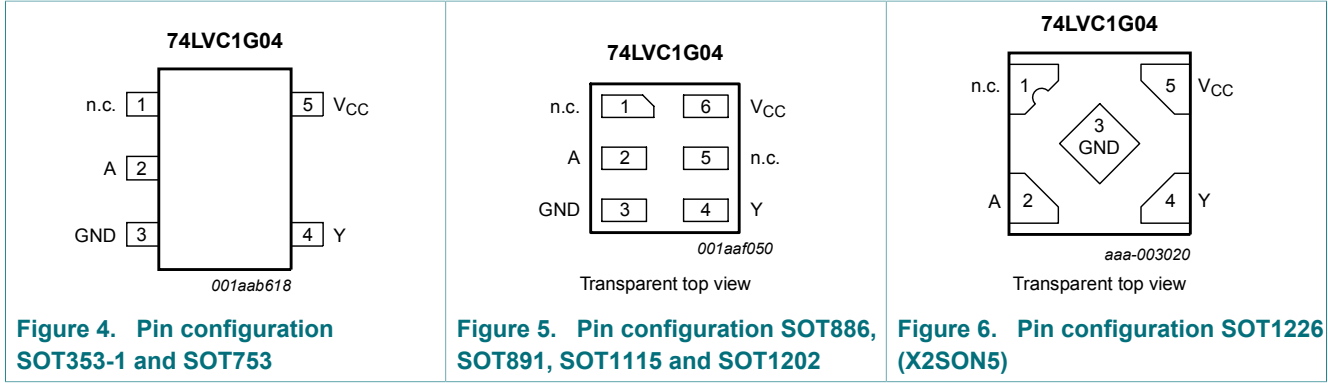 74LVC1G04
n.c. 1
5 VCC
A 2
GND 3
4 Y
001aab618
Figure 4. Pin configuration
SOT353-1 and SOT753
74LVC1G04
n.c. 1 6 VCC
A 2 5 n.c.
GND 3 4 Y
001aaf050
Transparent top view
Figure 5. Pin configuration SOT886,
SOT891, SOT1115 and SOT1202
74LVC1G04
n.c. 1 5 VCC
3
GND
A 2 4 Y
aaa-003020
Transparent top view
Figure 6. Pin configuration SOT1226
(X2SON5)